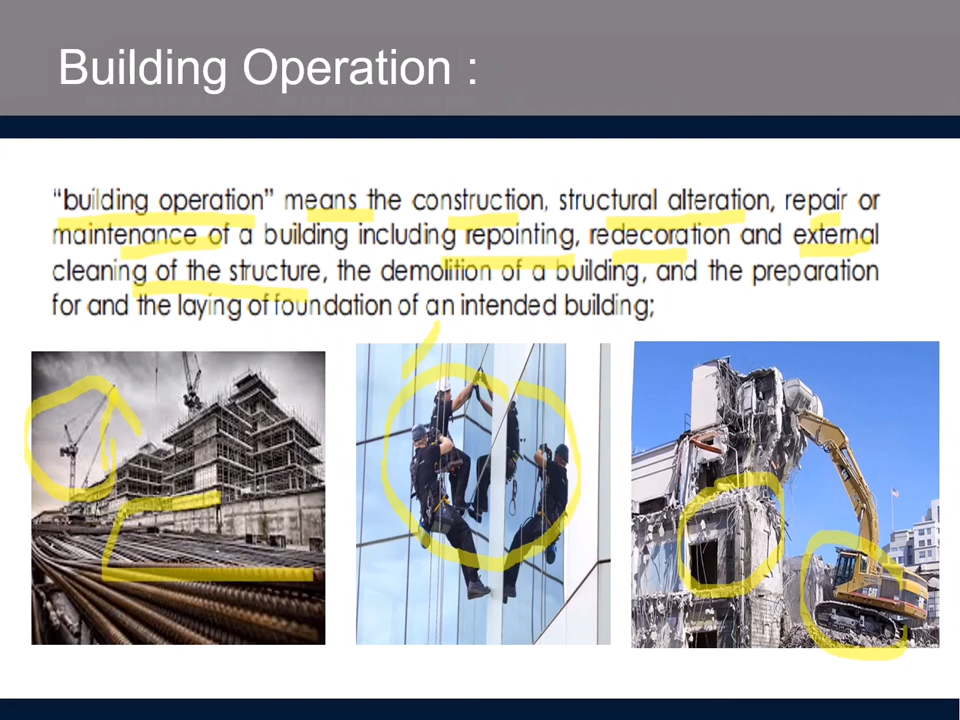 Building Operation :
“building operation” means the construction, structural alteration, repair or
maintenance of a building including repointing, redecoration and external
cleaning of the structure, the demolition of a building, and the preparation
for and the laying of foundation of an intended building;
CAT